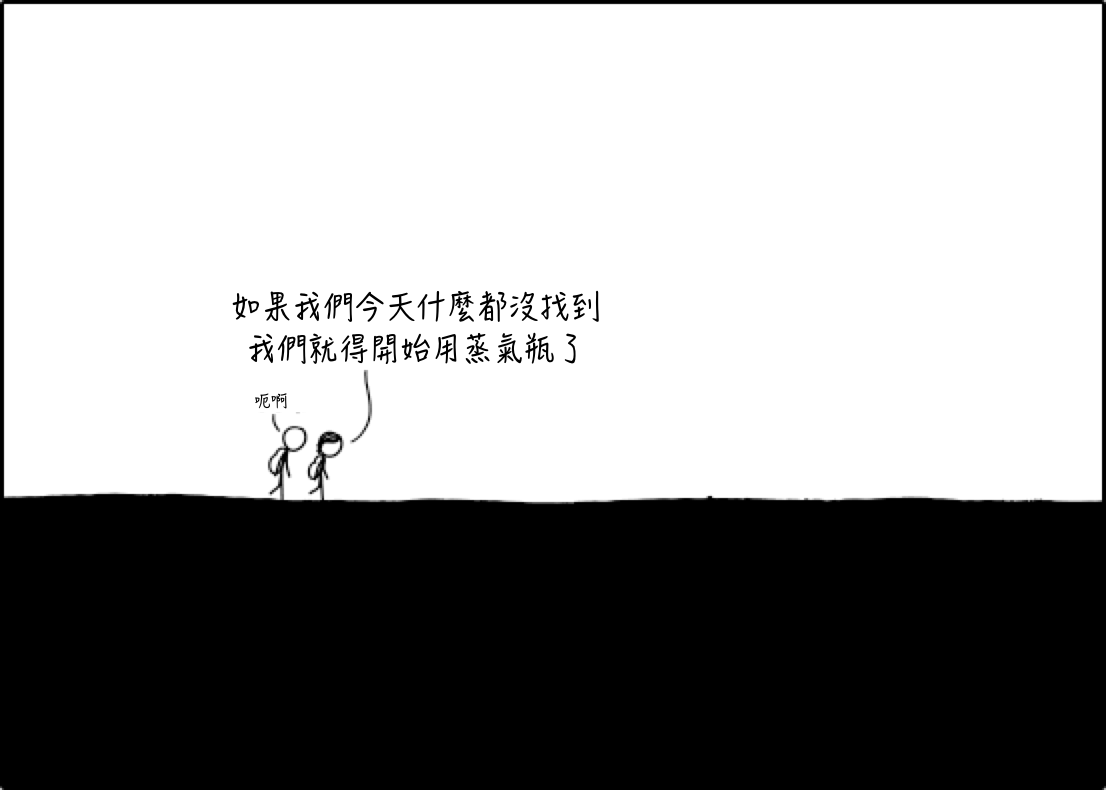 如果我們今天什麼都沒找到
我們就得開始用蒸氣瓶了
呃啊